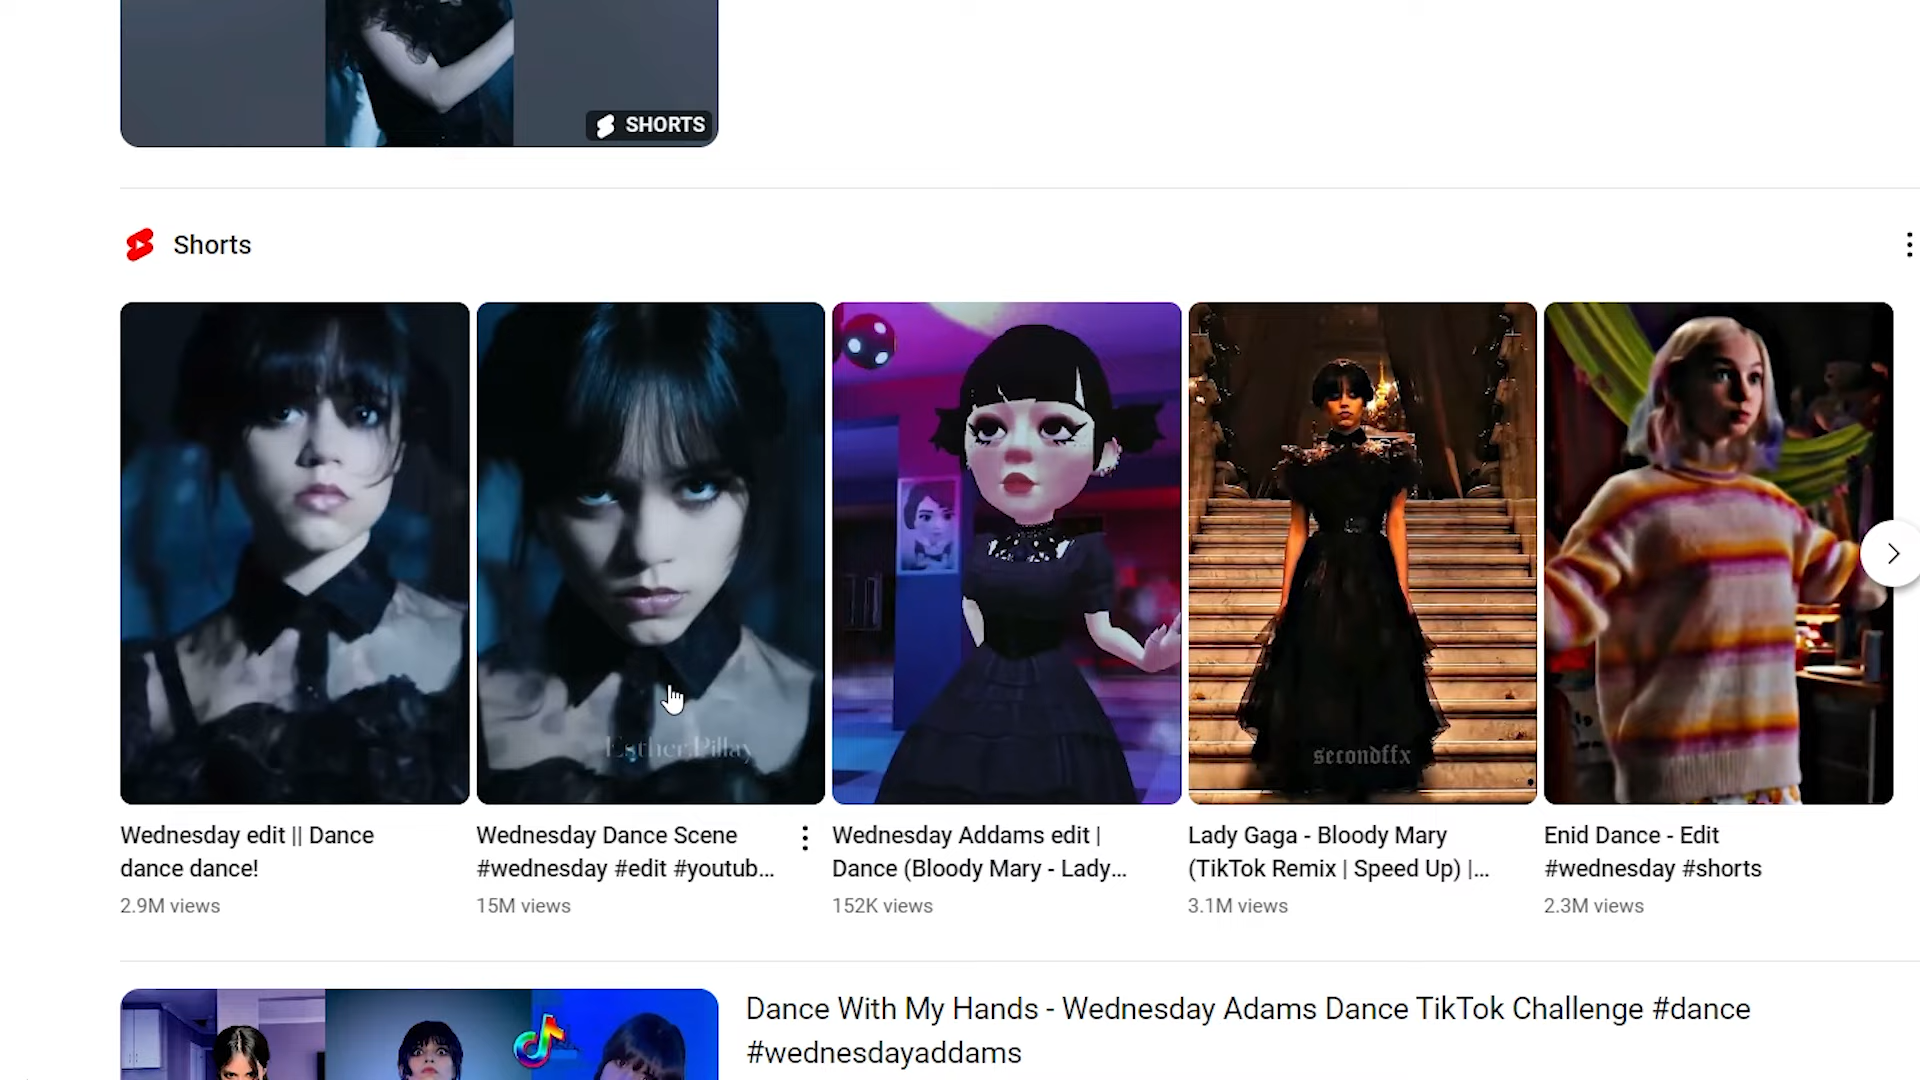 SHORTS
Shorts
Esther.Pillay
secondffx
Wednesday edit || Dance
dance dance!
2.9M views
Wednesday Dance Scene
#wednesday #edit #youtub...
15M views
Wednesday Addams edit |
Dance (Bloody Mary - Lady...
152K views
Lady Gaga - Bloody Mary
(TikTok Remix | Speed Up) |...
3.1M views
Enid Dance - Edit
#wednesday #shorts
2.3M views
Dance With My Hands - Wednesday Adams Dance TikTok Challenge #dance
#wednesdayaddams